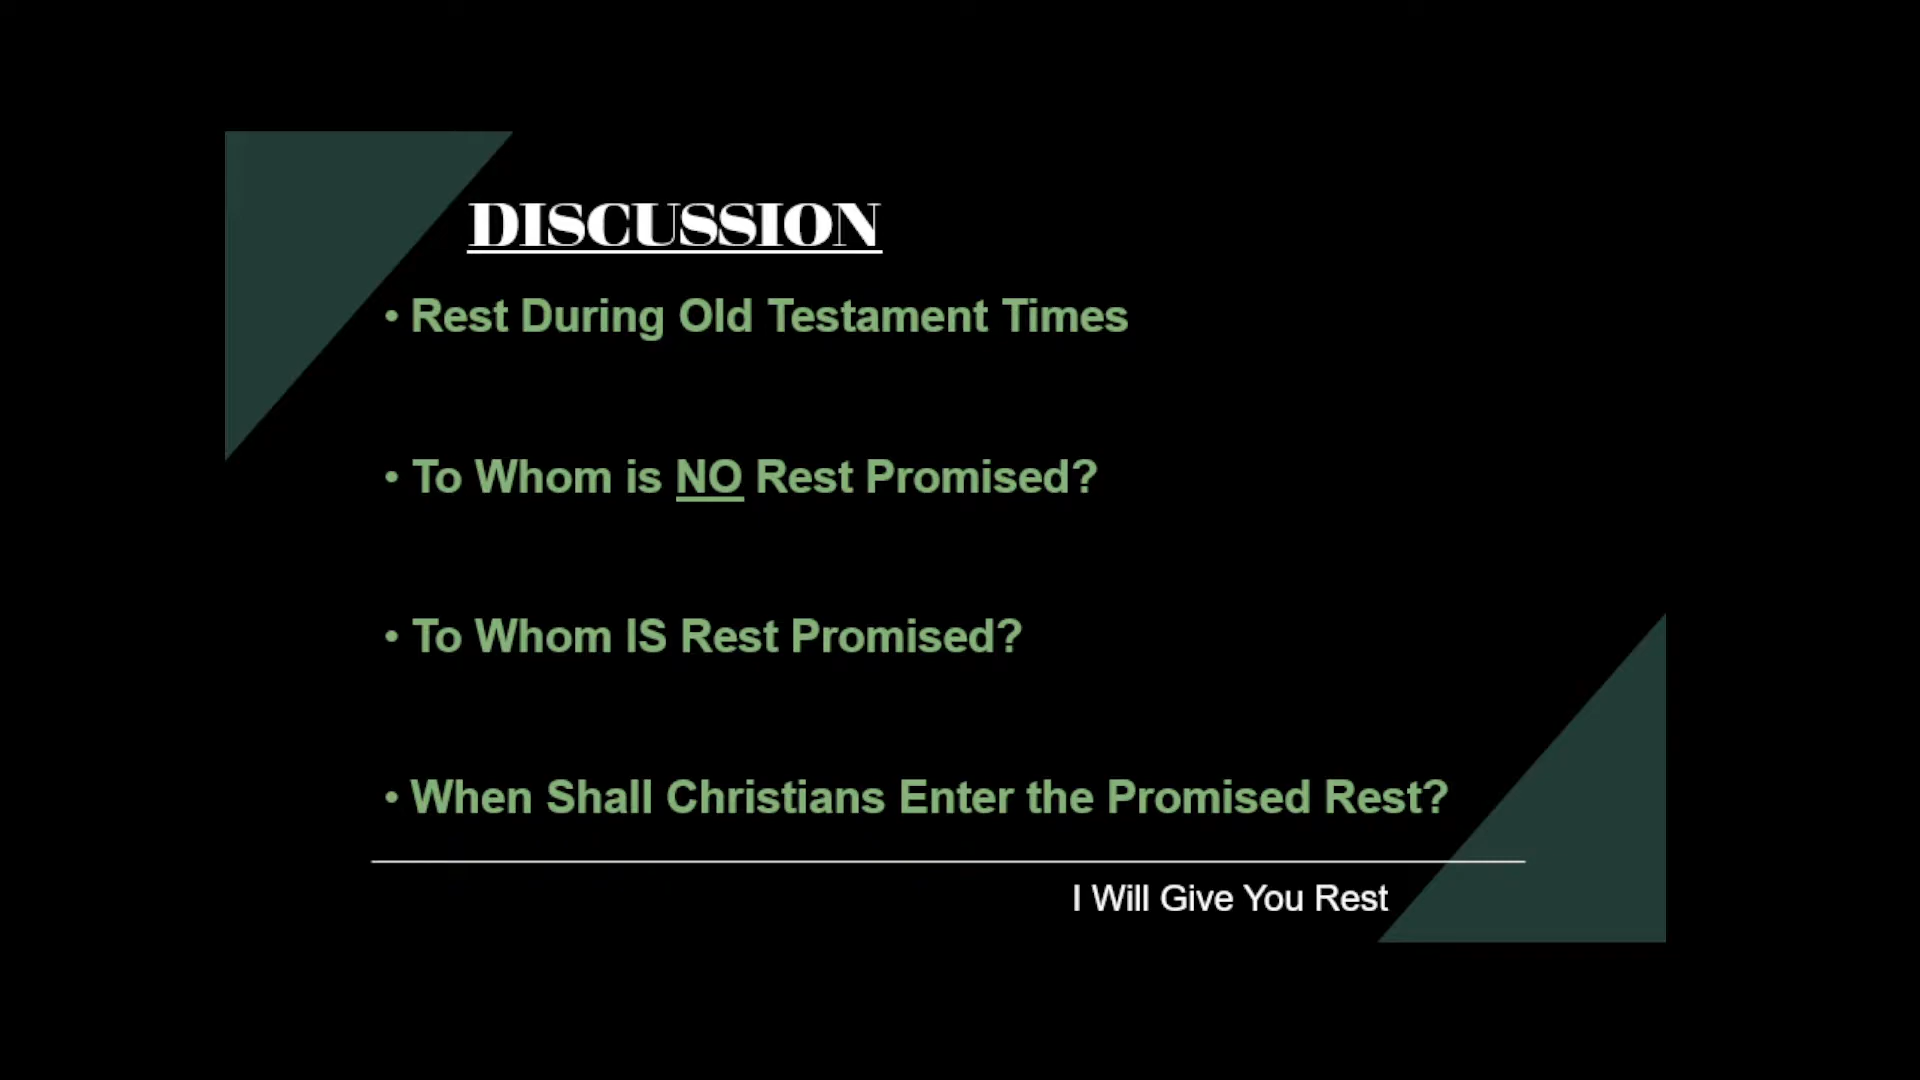 DISCUSSION
• Rest During Old Testament Times
• To Whom is NO Rest Promised?
• To Whom IS Rest Promised?
• When Shall Christians Enter the Promised Rest?
I Will Give You Rest